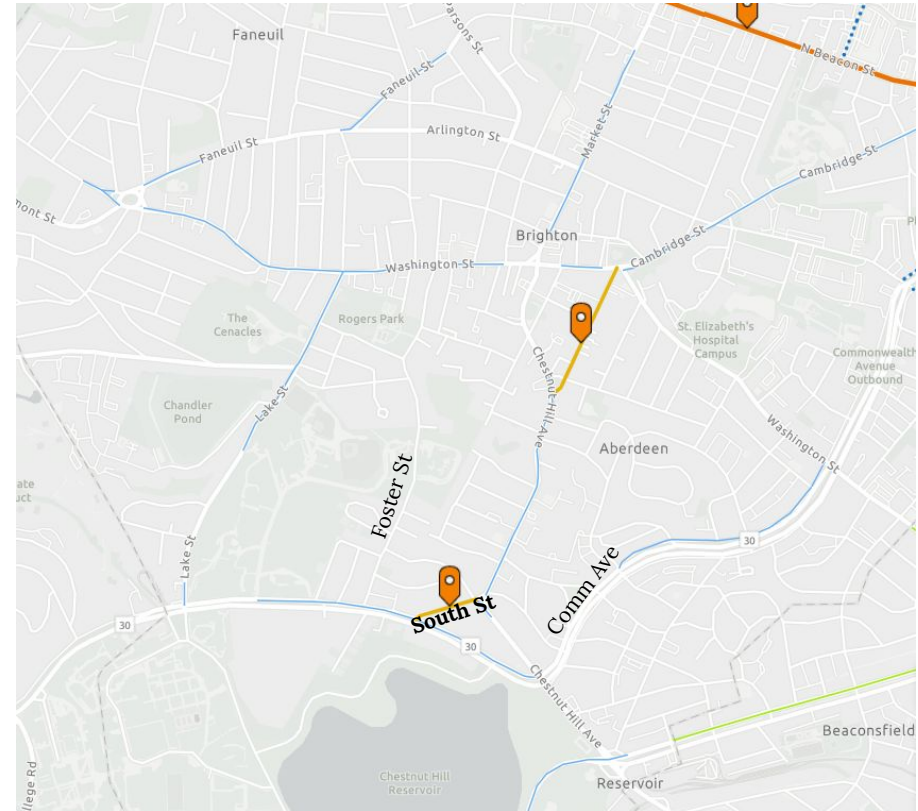 Faneuil
Parsons St
N Beacon St
Faneuil St
Market St
Arlington St
Faneuil St
Cambridge St
mont St
Brighton
Cambridge St
Washington St
The
Cenacles
Rogers Park
St. Elizabeth's
Hospital
Campus
Commonwealth
Avenue
Outbound
Chestnut Hill Ave
Chandler
Pond
Lake St
Aberdeen
Washington St
Foster St
30
Lake St
Comm Ave
South St
30
30
Chestnut Hill Ave
Beaconsfield
Chestnut Hill
Reservoir
Reservoir
llege Rd